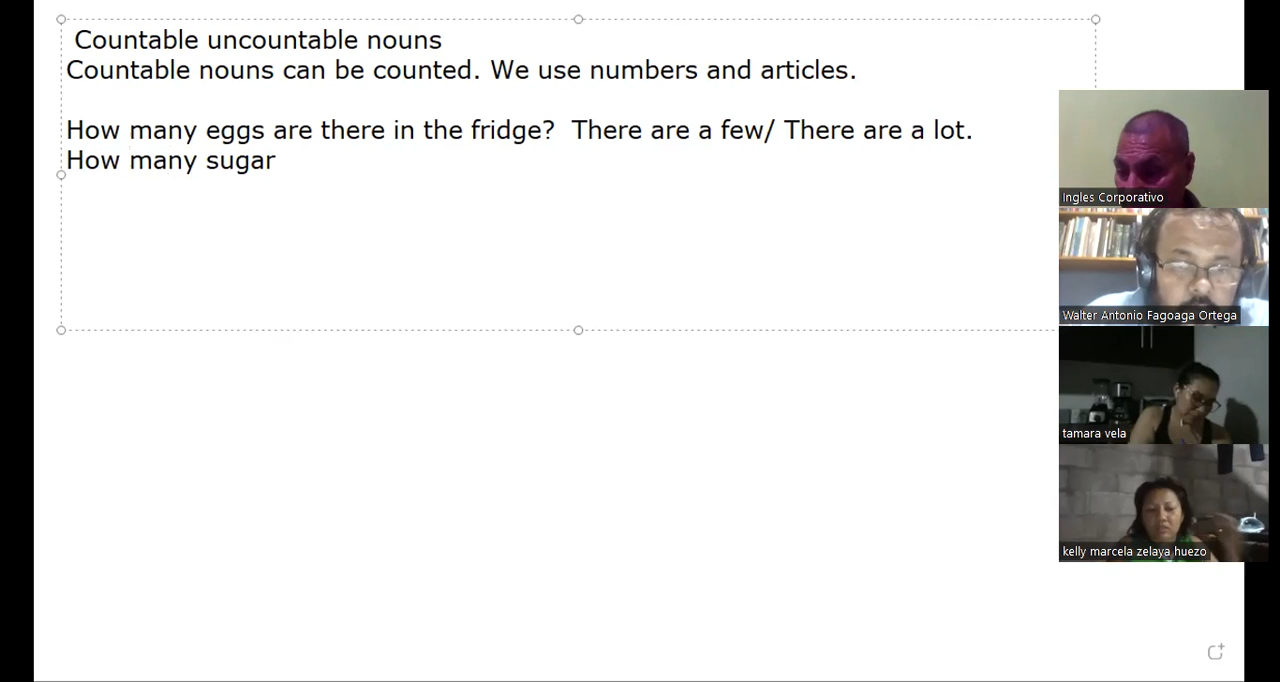 Countable uncountable nouns
Countable nouns can be counted. We use numbers and articles.
How many eggs are there in the fridge?  There are a few/ There are a lot.
How many sugar
Ingles Corporativo
Walter Antonio Fagoaga Ortega
tamara vela
kelly marcela zelaya huezo